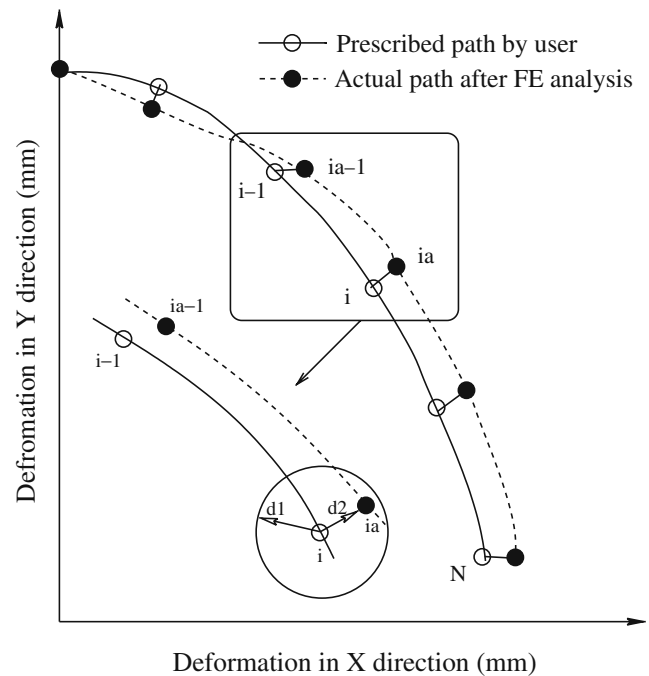 Prescribed path by user
Actual path after FE analysis
ia−1
i−1
ia
i
ia−1
i−1
d1
d2
ia
i
N
Defromation in Y direction (mm)
Deformation in X direction (mm)